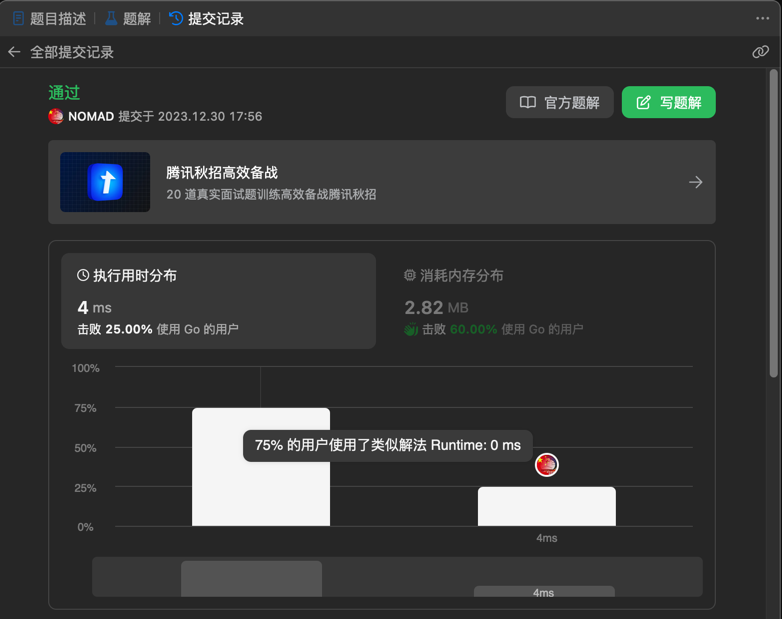 题目描述 题解 提交记录
全部提交记录
通过
NOMAD 提交于 2023.12.30 17:56
官方题解 写题解
腾讯秋招高效备战
20 道真实面试题训练高效备战腾讯秋招
执行用时分布
4 ms
击败 25.00% 使用 Go 的用户
消耗内存分布
2.82 MB
击败 60.00% 使用 Go 的用户
100%
75%
50%
25%
0%
75% 的用户使用了类似解法 Runtime: 0 ms
4ms
4ms